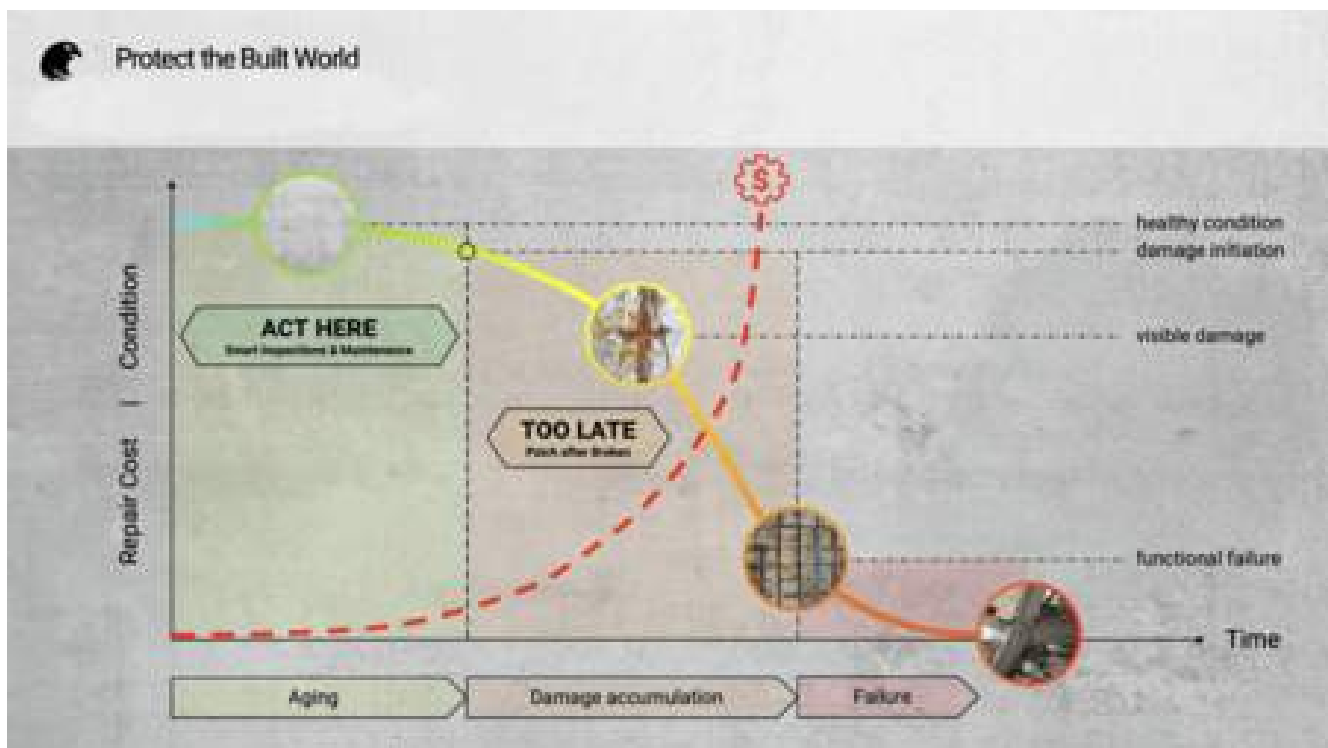 Protect the Built World
$
healthy condition
damage initiation
Condition
ACT HERE
Smart Inspections & Maintenance
visible damage
TOO LATE
Patch after Broken
|
Repair Cost
functional failure
Time
Aging
Damage accumulation
Failure